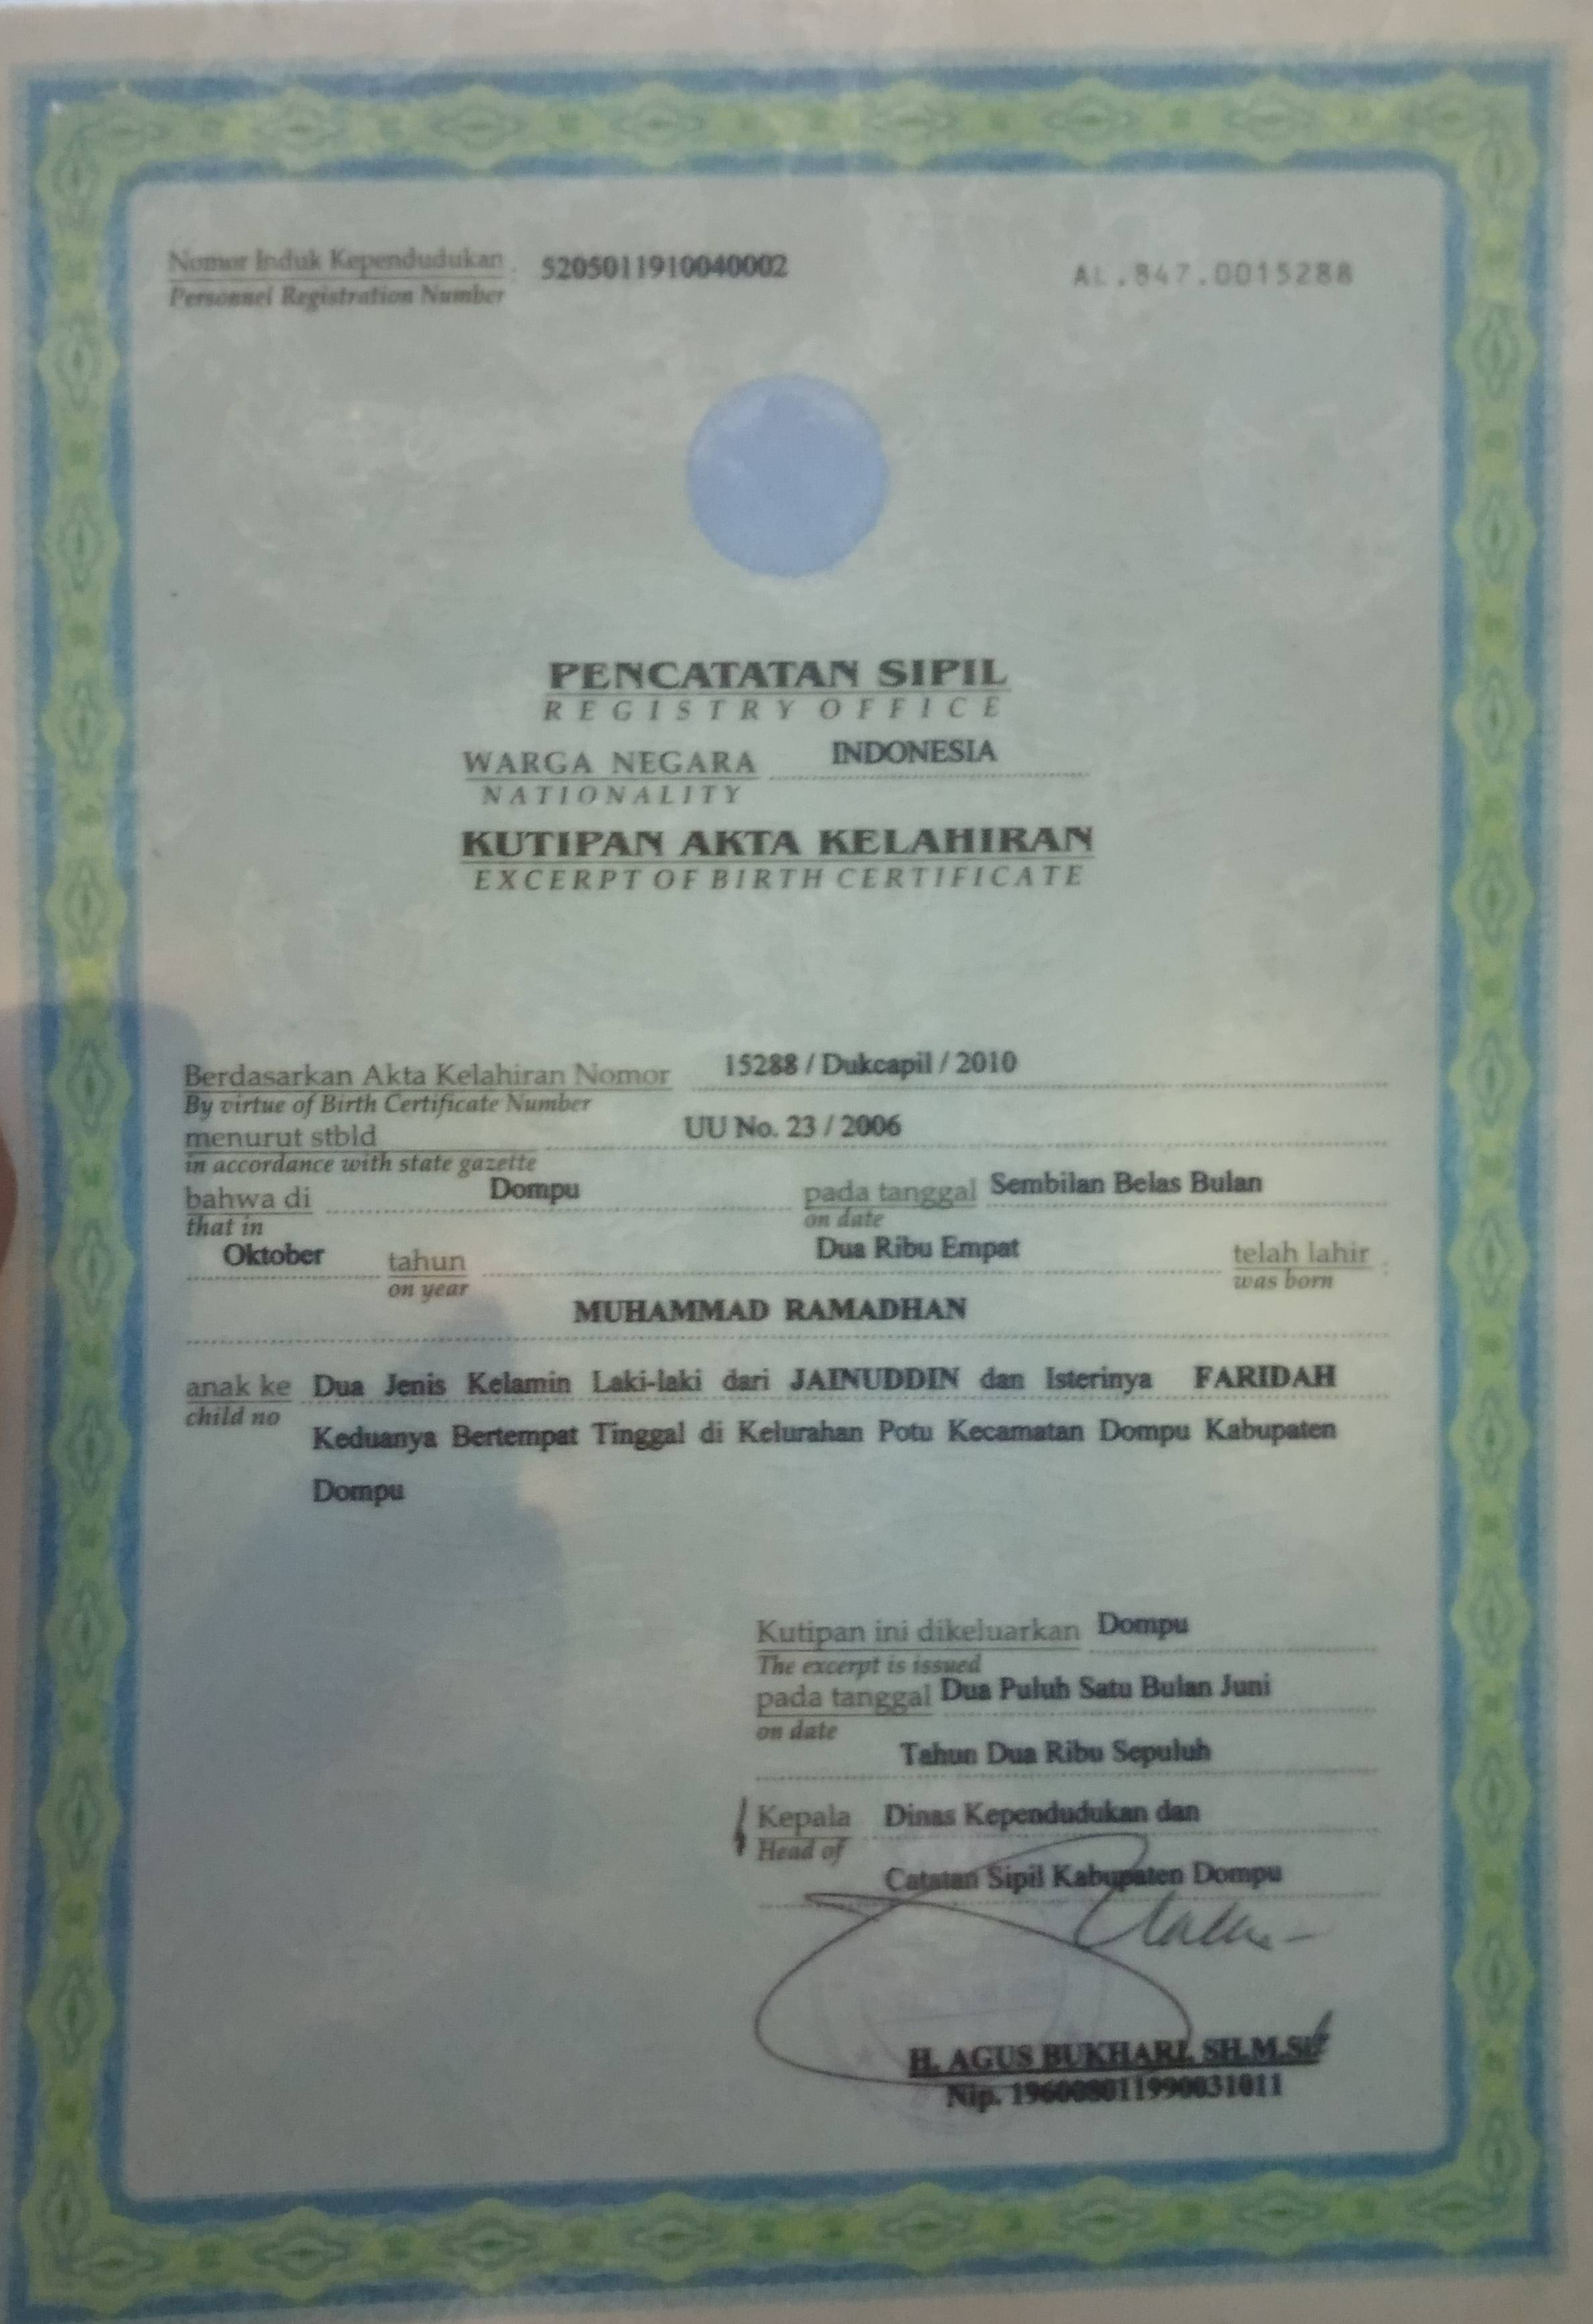 Nomor Induk Kependudukan : 5205011910040002
Personnel Registration Number
AL.847.0015288
PENCATATAN SIPIL
REGISTRY OFFICE
WARGA NEGARA INDONESIA
NATIONALITY
KUTIPAN AKTA KELAHIRAN
EXCERPT OF BIRTH CERTIFICATE
Berdasarkan Akta Kelahiran Nomor 15288 / Dukcapil / 2010
By virtue of Birth Certificate Number
menurut stbld UU No. 23 / 2006
in accordance with state gazette
bahwa di Dompu pada tanggal Sembilan Belas Bulan
that in on date
Oktober tahun Dua Ribu Empat telah lahir :
on year was born
MUHAMMAD RAMADHAN
anak ke Dua Jenis Kelamin Laki-laki dari JAINUDDIN dan Isterinya FARIDAH
child no
Keduanya Bertempat Tinggal di Kelurahan Potu Kecamatan Dompu Kabupaten
Dompu
Kutipan ini dikeluarkan Dompu
The excerpt is issued
pada tanggal Dua Puluh Satu Bulan Juni
on date
Tahun Dua Ribu Sepuluh
Kepala Dinas Kependudukan dan
Head of
Catatan Sipil Kabupaten Dompu
H. AGUS BUKHARI, SH.M.Si
Nip.